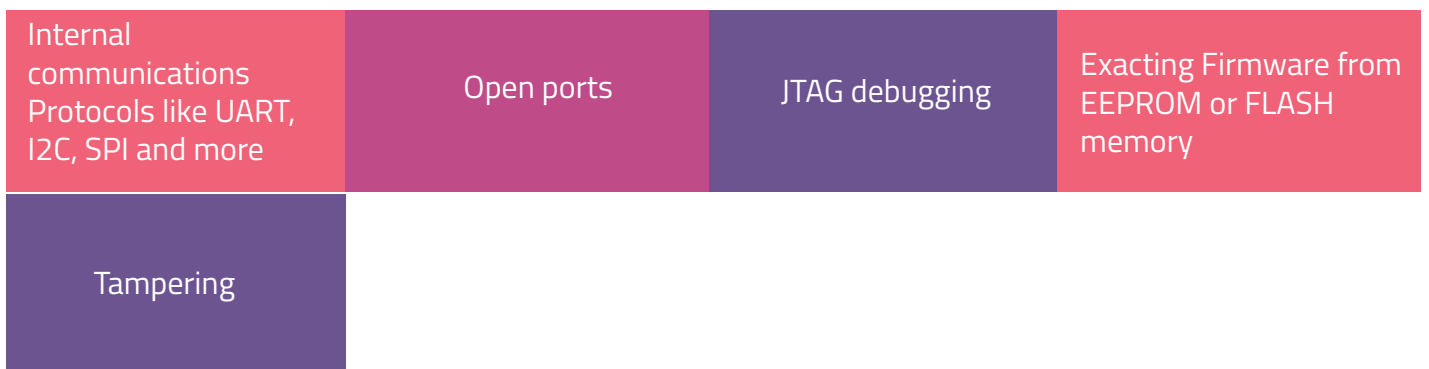 Internal
communications
Protocols like UART,
I2C, SPI and more
Open ports
JTAG debugging
Exacting Firmware from
EEPROM or FLASH
memory
Tampering